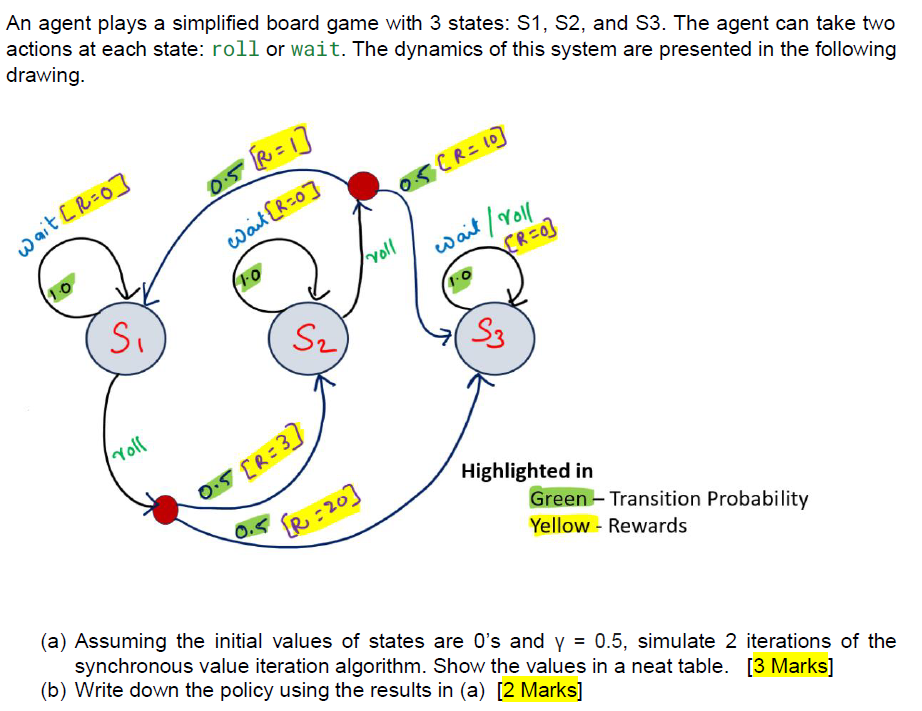 An agent plays a simplified board game with 3 states: S1, S2, and S3. The agent can take two
actions at each state: roll or wait. The dynamics of this system are presented in the following
drawing.
0.5 [R = 1]
0.5 [R = 10]
wait [R=0]
wait [R=0]
wait | roll
[R=0]
roll
1.0
1.0
1.0
S1
S2
S3
roll
0.5 [R = 3]
0.5 [R = 20]
Highlighted in
Green – Transition Probability
Yellow - Rewards
(a) Assuming the initial values of states are 0's and γ = 0.5, simulate 2 iterations of the
synchronous value iteration algorithm. Show the values in a neat table. [3 Marks]
(b) Write down the policy using the results in (a) [2 Marks]